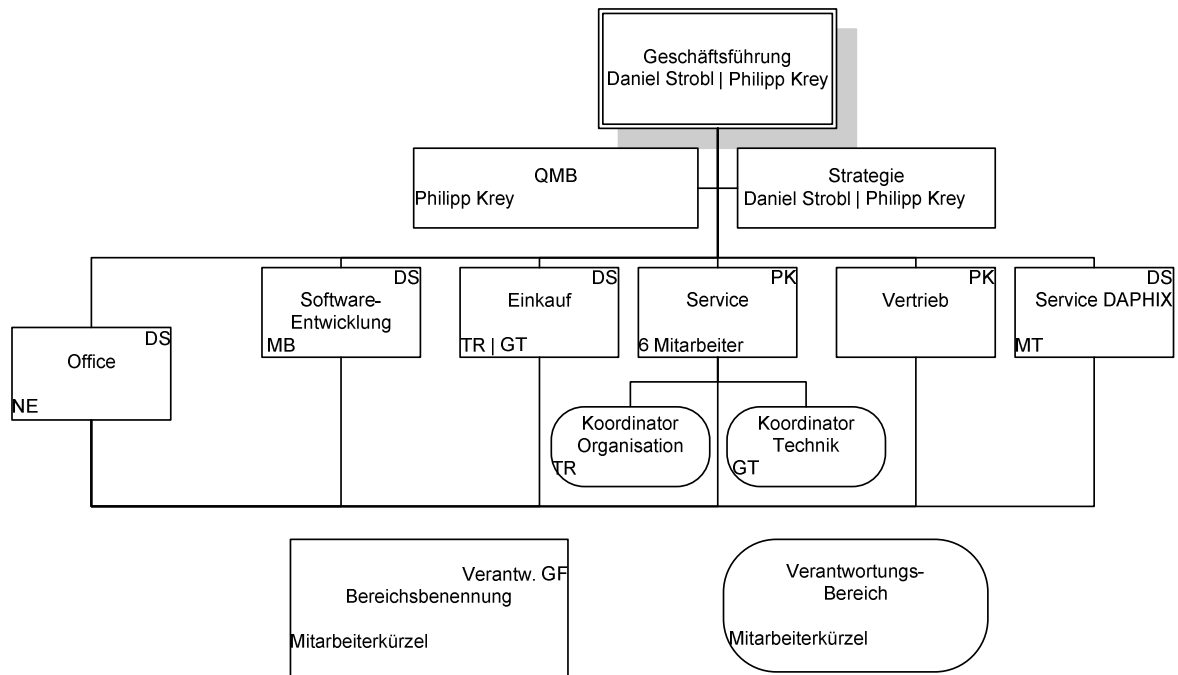 Geschäftsführung
Daniel Strobl | Philipp Krey
QMB
Philipp Krey
Strategie
Daniel Strobl | Philipp Krey
DS
Office
NE
DS
Software-
Entwicklung
MB
DS
Einkauf
TR | GT
PK
Service
6 Mitarbeiter
PK
Vertrieb
DS
Service DAPHIX
MT
Koordinator
Organisation
TR
Koordinator
Technik
GT
Verantw. GF
Bereichsbenennung
Mitarbeiterkürzel
Verantwortungs-
Bereich
Mitarbeiterkürzel